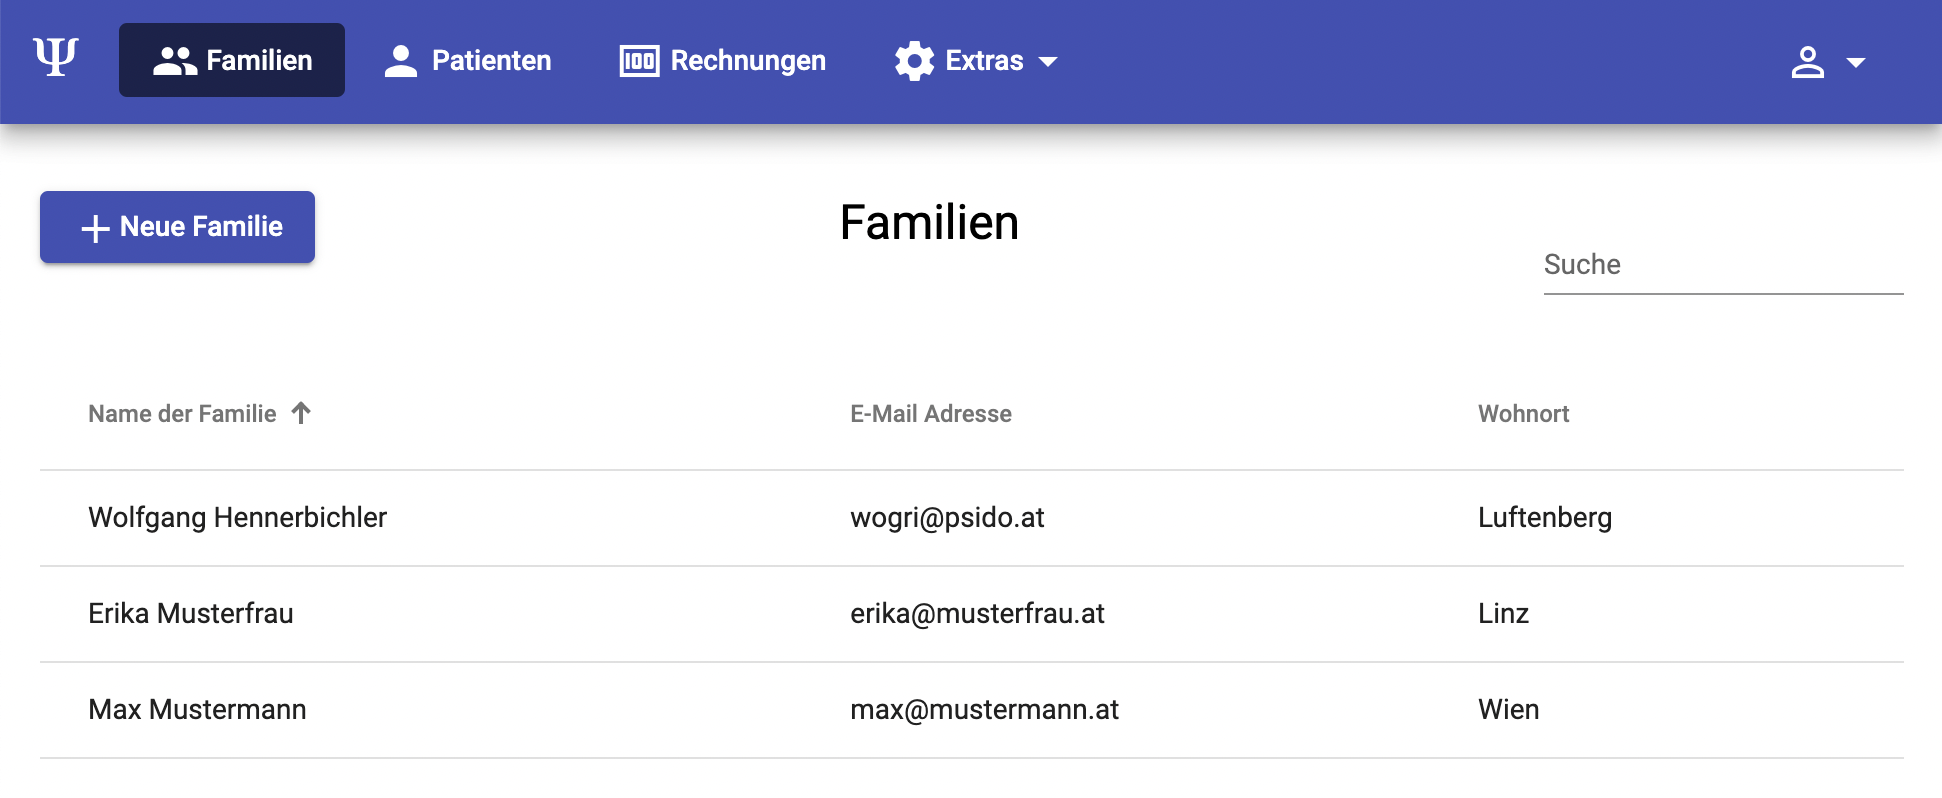 Ψ Familien Patienten 100 Rechnungen Extras
Neue Familie
Familien
Suche
Name der Familie E-Mail Adresse Wohnort
Wolfgang Hennerbichler wogri@psido.at Luftenberg
Erika Musterfrau erika@musterfrau.at Linz
Max Mustermann max@mustermann.at Wien